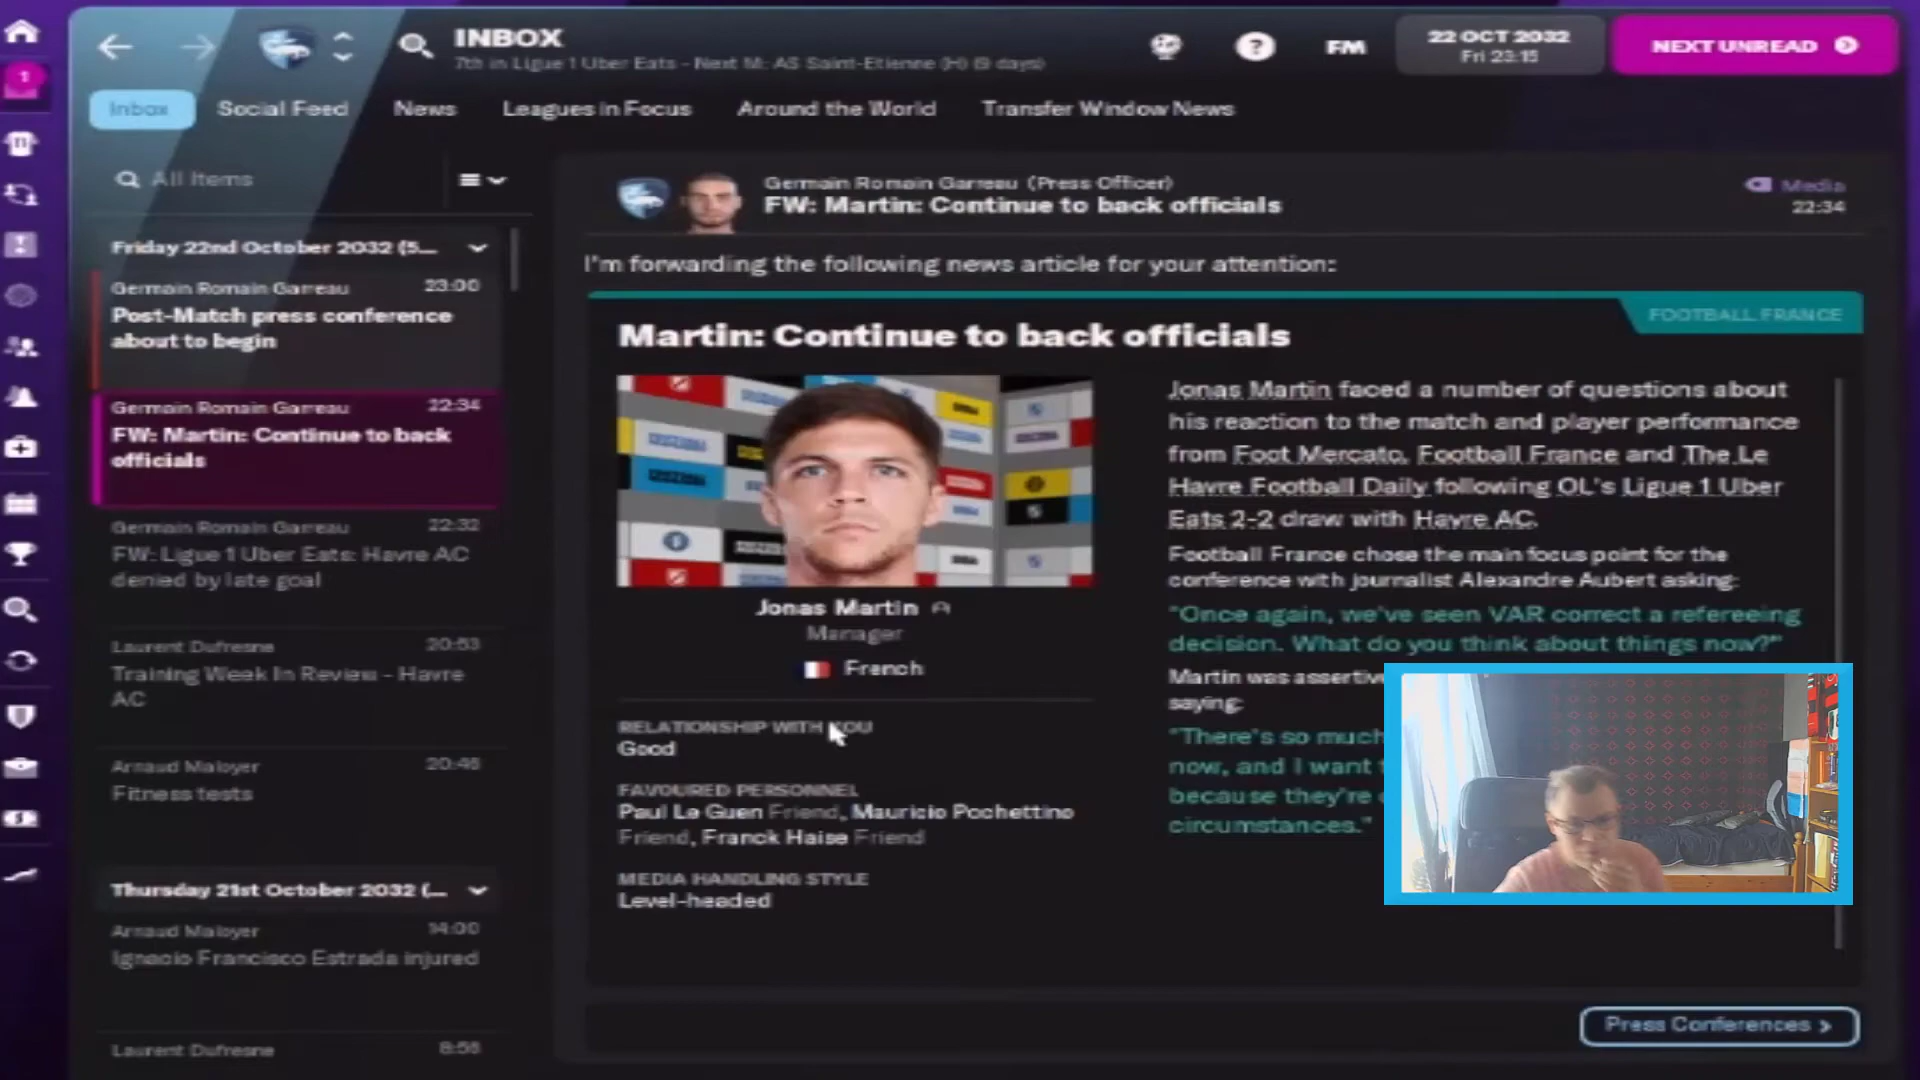 INBOX
7th in Ligue 1 Uber Eats - Next M: AS Saint-Etienne (H) (9 days)
FM
22 OCT 2032
Fri 23:15
NEXT UNREAD
1
Inbox
Social Feed
News
Leagues in Focus
Around the World
Transfer Window News
All Items
Friday 22nd October 2032 (5...
Germain Romain Garreau
23:00
Post-Match press conference
about to begin
Germain Romain Garreau
22:34
FW: Martin: Continue to back
officials
Germain Romain Garreau
22:32
FW: Ligue 1 Uber Eats: Havre AC
denied by late goal
Laurent Dufresne
20:53
Training Week In Review - Havre
AC
Arnaud Maloyer
Fitness tests
Thursday 21st October 2032 (...
Arnaud Maloyer
14:00
Ignacio Francisco Estrada injured
Laurent Dufresne
Germain Romain Garreau (Press Officer)
FW: Martin: Continue to back officials
Media
22:34
I'm forwarding the following news article for your attention:
FOOTBALL FRANCE
Martin: Continue to back officials
Jonas Martin
Manager
French
RELATIONSHIP WITH YOU
Good
FAVOURED PERSONNEL
Paul Le Guen Friend, Mauricio Pochettino
Friend, Franck Haise Friend
MEDIA HANDLING STYLE
Level-headed
Jonas Martin faced a number of questions about
his reaction to the match and player performance
from Foot Mercato, Football France and The Le
Havre Football Daily following OL's Ligue 1 Uber
Eats 2-2 draw with Havre AC.
Football France chose the main focus point for the
conference with journalist Alexandre Aubert asking:
"Once again, we've seen VAR correct a refereeing
decision. What do you think about things now?"
Martin was assertive
saying:
"There's so much
now, and I want
because they're
circumstances."
Press Conferences